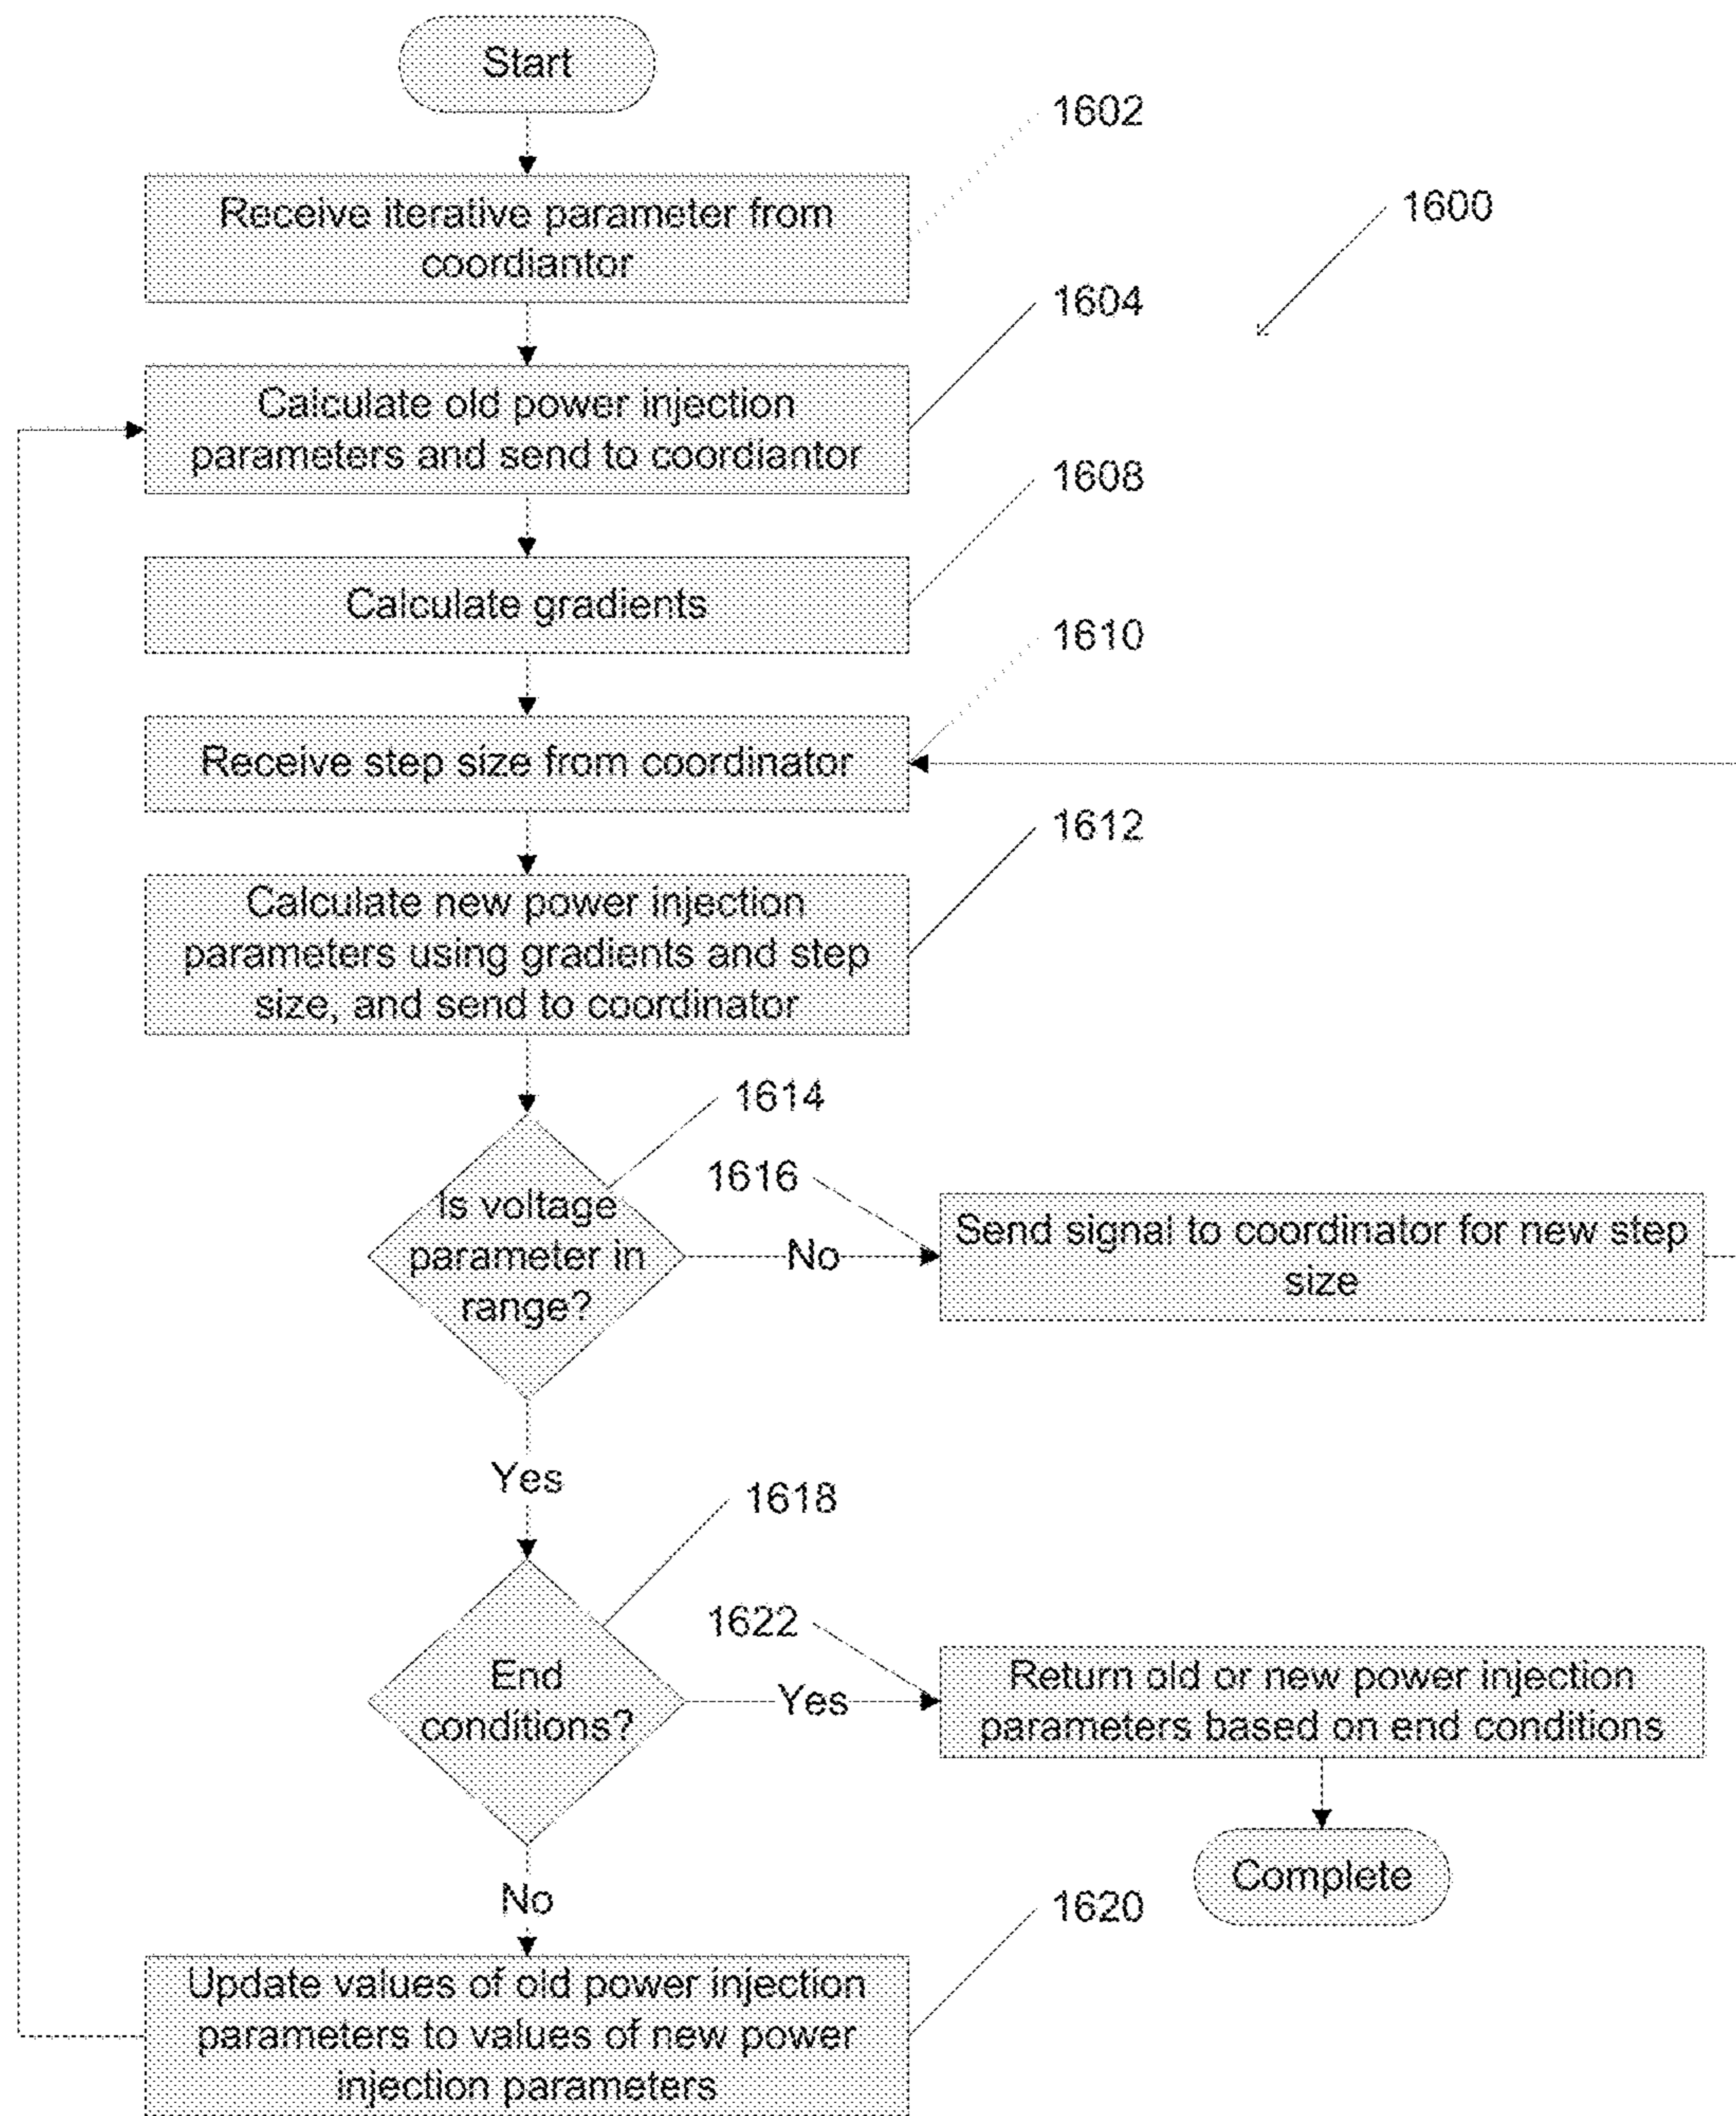 Start
1602
Receive iterative parameter from
coordiantor
1600
1604
Calculate old power injection
parameters and send to coordiantor
1608
Calculate gradients
1610
Receive step size from coordinator
1612
Calculate new power injection
parameters using gradients and step
size, and send to coordinator
1614
Is voltage
parameter in
range?
1616
No
Send signal to coordinator for new step
size
Yes
1618
End
conditions?
1622
Yes
Return old or new power injection
parameters based on end conditions
Complete
No
1620
Update values of old power injection
parameters to values of new power
injection parameters